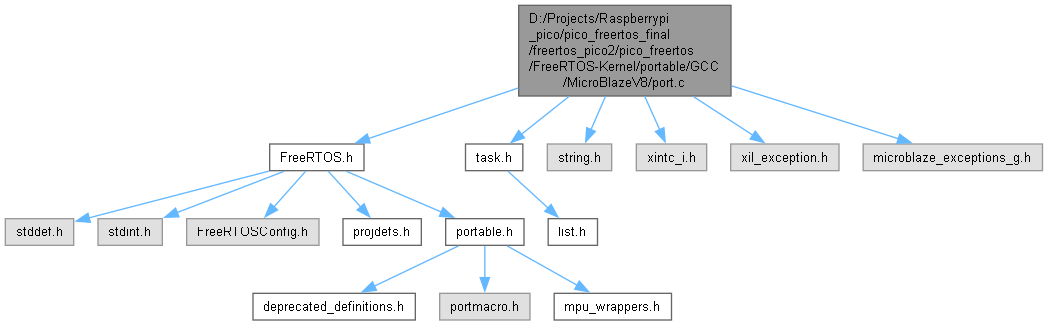 D:/Projects/Raspberrypi
_pico/pico_freertos_final
/freertos_pico2/pico_freertos
/FreeRTOS-Kernel/portable/GCC
/MicroBlazeV8/port.c
FreeRTOS.h
task.h
string.h
xintc_i.h
xil_exception.h
microblaze_exceptions_g.h
stddef.h
stdint.h
FreeRTOSConfig.h
projdefs.h
portable.h
list.h
deprecated_definitions.h
portmacro.h
mpu_wrappers.h